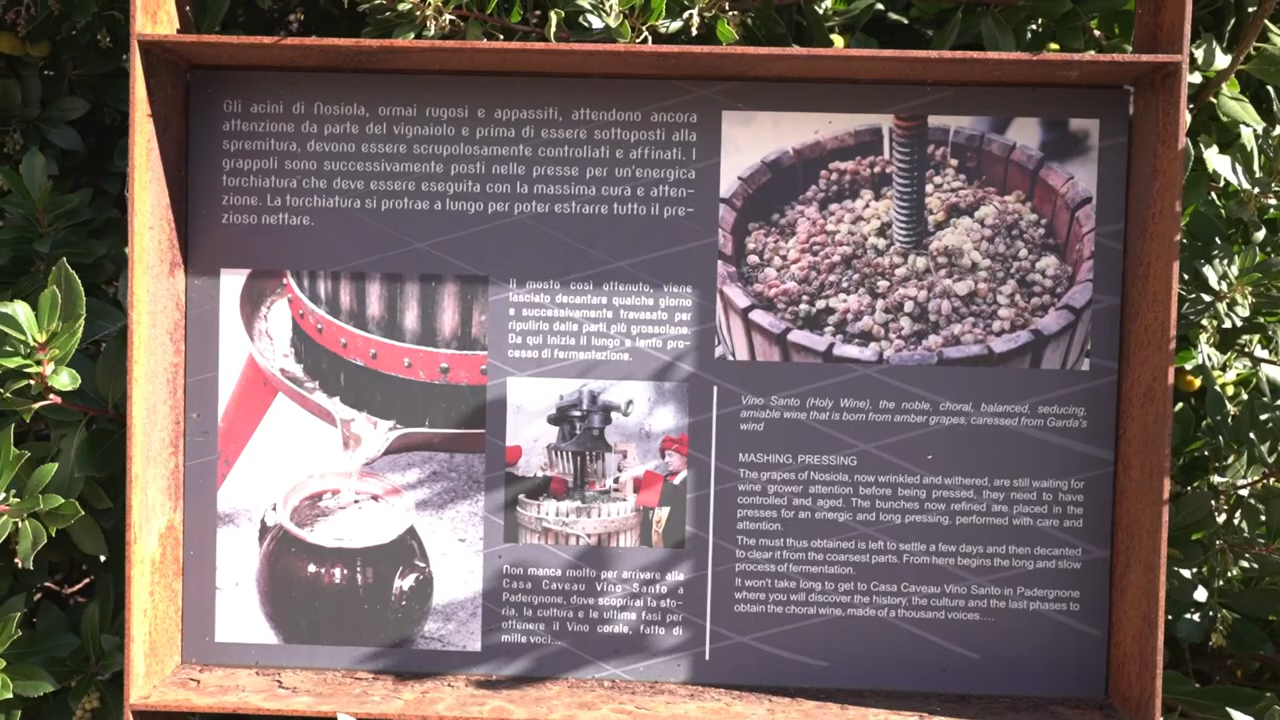 Gli acini di Nosiola, ormai rugosi e appassiti, attendono ancora
attenzione da parte del vignaiolo e prima di essere sottoposti alla
spremitura, devono essere scrupolosamente controllati e affinati. I
grappoli sono successivamente posti nelle presse per un'energica
torchiatura che deve essere eseguita con la massima cura e atten-
zione. La torchiatura si protrae a lungo per poter estrarre tutto il pre-
zioso nettare.
Il mosto così ottenuto, viene
lasciato decantare qualche giorno
e successivamente travasato per
ripulirlo dalle parti più grossolane.
Da qui inizia il lungo e lento pro-
cesso di fermentazione.
Non manca molto per arrivare alla
Casa Caveau Vino Santo a
Padergnone, dove scoprirai la sto-
ria, la cultura e le ultime fasi per
ottenere il Vino corale, fatto di
mille voci...
Vino Santo (Holy Wine), the noble, choral, balanced, seducing,
amiable wine that is born from amber grapes, caressed from Garda's
wind
MASHING, PRESSING
The grapes of Nosiola, now wrinkled and withered, are still waiting for
wine grower attention before being pressed, they need to have
controlled and aged. The bunches now refined are placed in the
presses for an energic and long pressing, performed with care and
attention.
The must thus obtained is left to settle a few days and then decanted
to clear it from the coarsest parts. From here begins the long and slow
process of fermentation.
It won't take long to get to Casa Caveau Vino Santo in Padergnone
where you will discover the history, the culture and the last phases to
obtain the choral wine, made of a thousand voices....